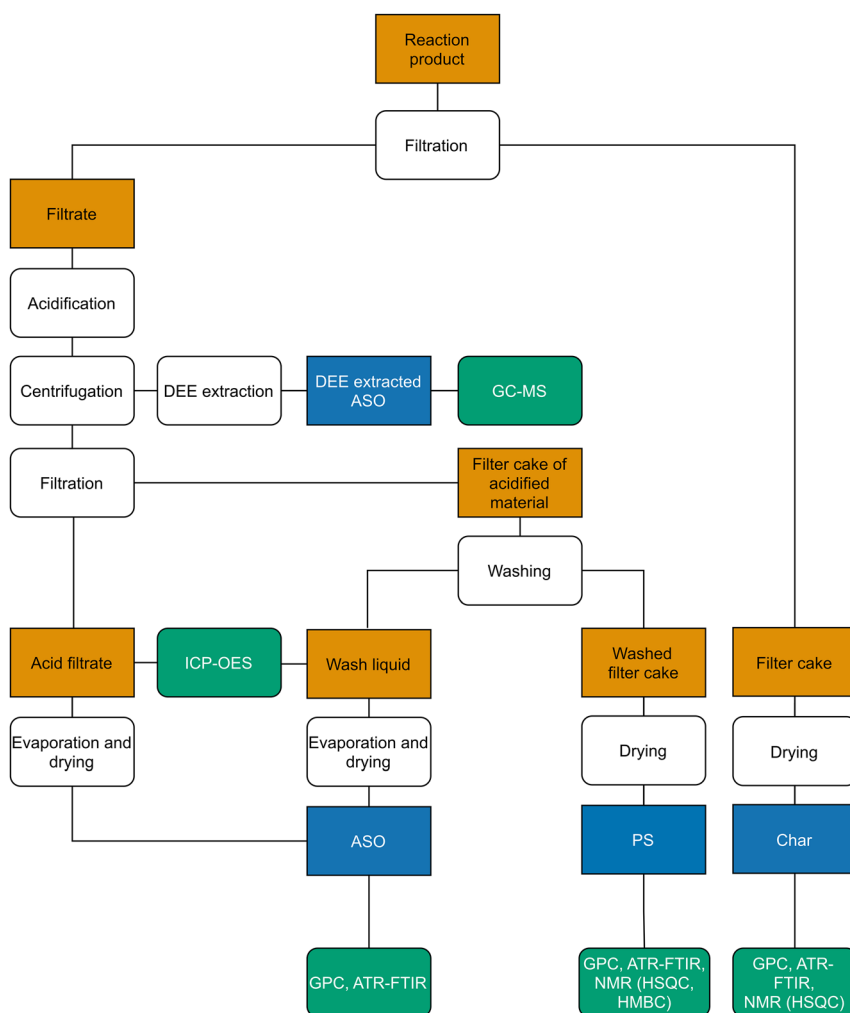 Reaction
product
Filtration
Filtrate
Acidification
Centrifugation
DEE extraction
DEE extracted
ASO
GC-MS
Filtration
Filter cake of
acidified
material
Washing
Acid filtrate
ICP-OES
Wash liquid
Washed
filter cake
Filter cake
Evaporation and
drying
Evaporation and
drying
Drying
Drying
ASO
PS
Char
GPC, ATR-FTIR
GPC, ATR-FTIR,
NMR (HSQC,
HMBC)
GPC, ATR-
FTIR,
NMR (HSQC)